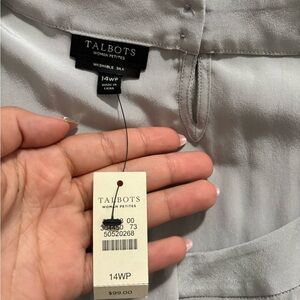 TALBOTS
WOMAN PETITES
WASHABLE SILK
14WP
MADE IN
CHINA
TALBOTS
WOMAN PETITES
00
73
50520268
14WP
$99.00